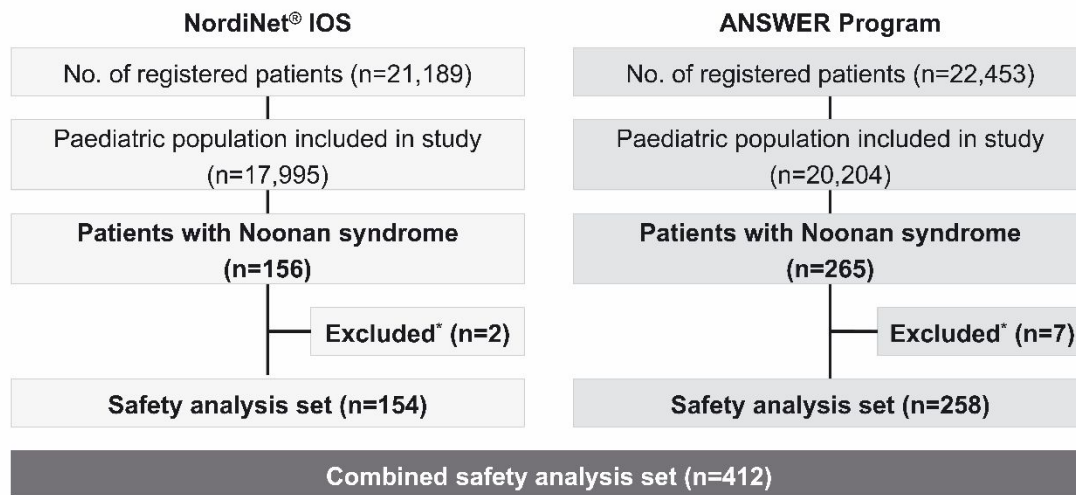 NordiNet® IOS
No. of registered patients (n=21,189)
Paediatric population included in study
(n=17,995)
Patients with Noonan syndrome
(n=156)
Excluded* (n=2)
Safety analysis set (n=154)
ANSWER Program
No. of registered patients (n=22,453)
Paediatric population included in study
(n=20,204)
Patients with Noonan syndrome
(n=265)
Excluded* (n=7)
Safety analysis set (n=258)
Combined safety analysis set (n=412)